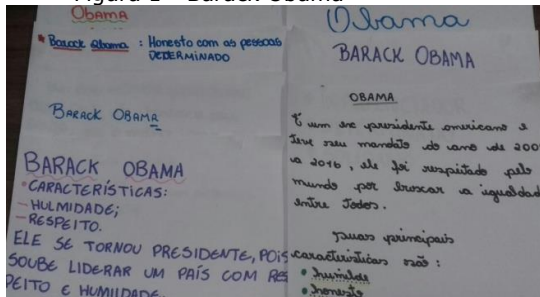 Figura 1 – Barack Obama
OBAMA
Barack Obama : Honesto com as pessoas
DETERMINADO
BARACK OBAMA
BARACK OBAMA
• CARACTERÍSTICAS:
– HULMIDADE;
– RESPEITO.
ELE SE TORNOU PRESIDENTE, POIS
SOUBE LIDERAR UM PAÍS COM RES
PEITO E HUMILDADE.
Obama
BARACK OBAMA
OBAMA
É um ex presidente americano e
teve seu mandato do ano de 200
a 2016, ele foi respeitado pelo
mundo por buscar a igualdad
entre Todos.
Suas principais
características são :
• humilde
• honesto